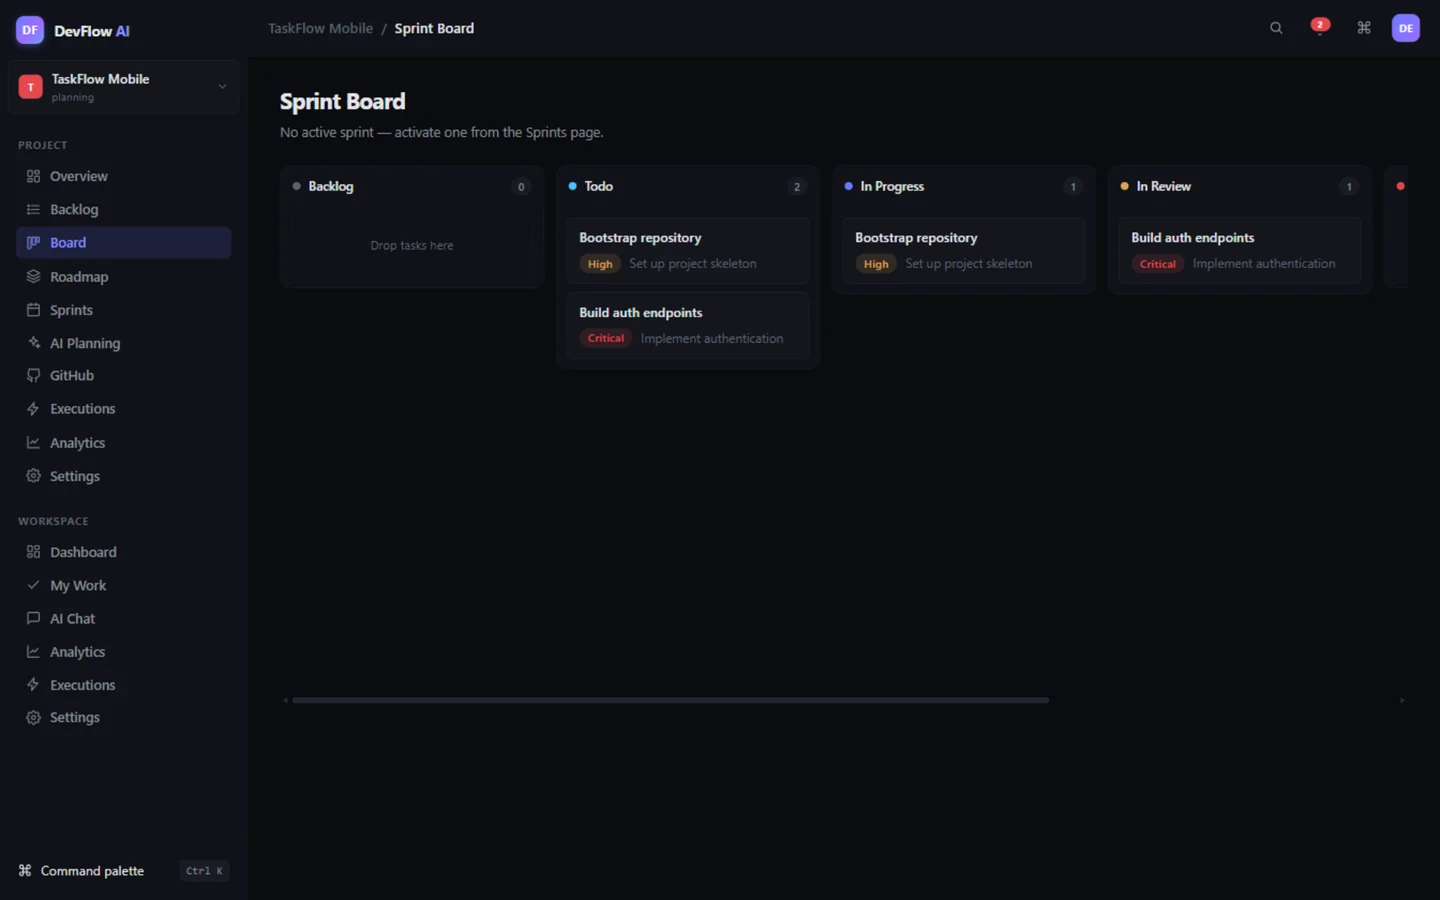 DF DevFlow AI
TaskFlow Mobile / Sprint Board
2
DE
T
TaskFlow Mobile
planning
PROJECT
Overview
Backlog
Board
Roadmap
Sprints
AI Planning
GitHub
Executions
Analytics
Settings
WORKSPACE
Dashboard
My Work
AI Chat
Analytics
Executions
Settings
⌘ Command palette Ctrl K
Sprint Board
No active sprint — activate one from the Sprints page.
Backlog 0
Drop tasks here
Todo 2
Bootstrap repository
High Set up project skeleton
Build auth endpoints
Critical Implement authentication
In Progress 1
Bootstrap repository
High Set up project skeleton
In Review 1
Build auth endpoints
Critical Implement authentication